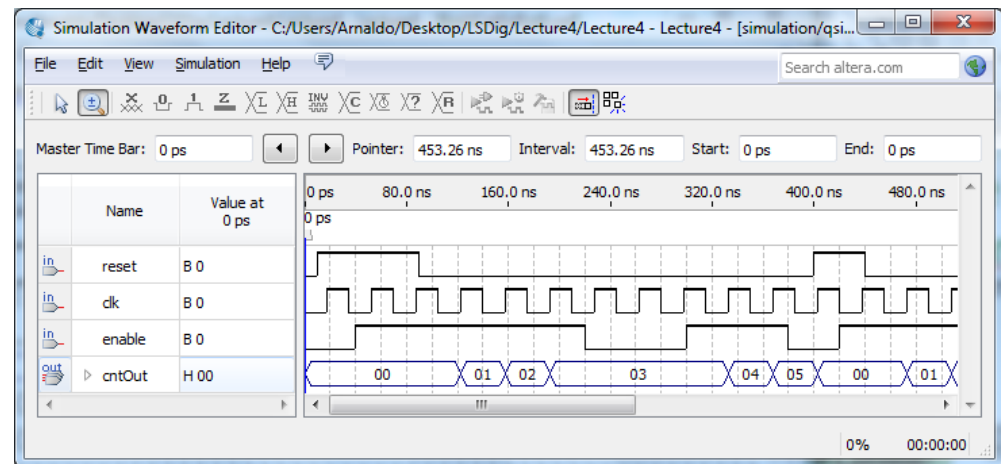 Simulation Waveform Editor - C:/Users/Arnaldo/Desktop/LSDig/Lecture4/Lecture4 - Lecture4 - [simulation/qsi...
File Edit View Simulation Help
Search altera.com
Master Time Bar: 0 ps Pointer: 453.26 ns Interval: 453.26 ns Start: 0 ps End: 0 ps
Name Value at 0 ps
0 ps 80.0 ns 160.0 ns 240.0 ns 320.0 ns 400.0 ns 480.0 ns
0 ps
in reset B 0
in clk B 0
in enable B 0
out cntOut H 00 00 01 02 03 04 05 00 01
0% 00:00:00